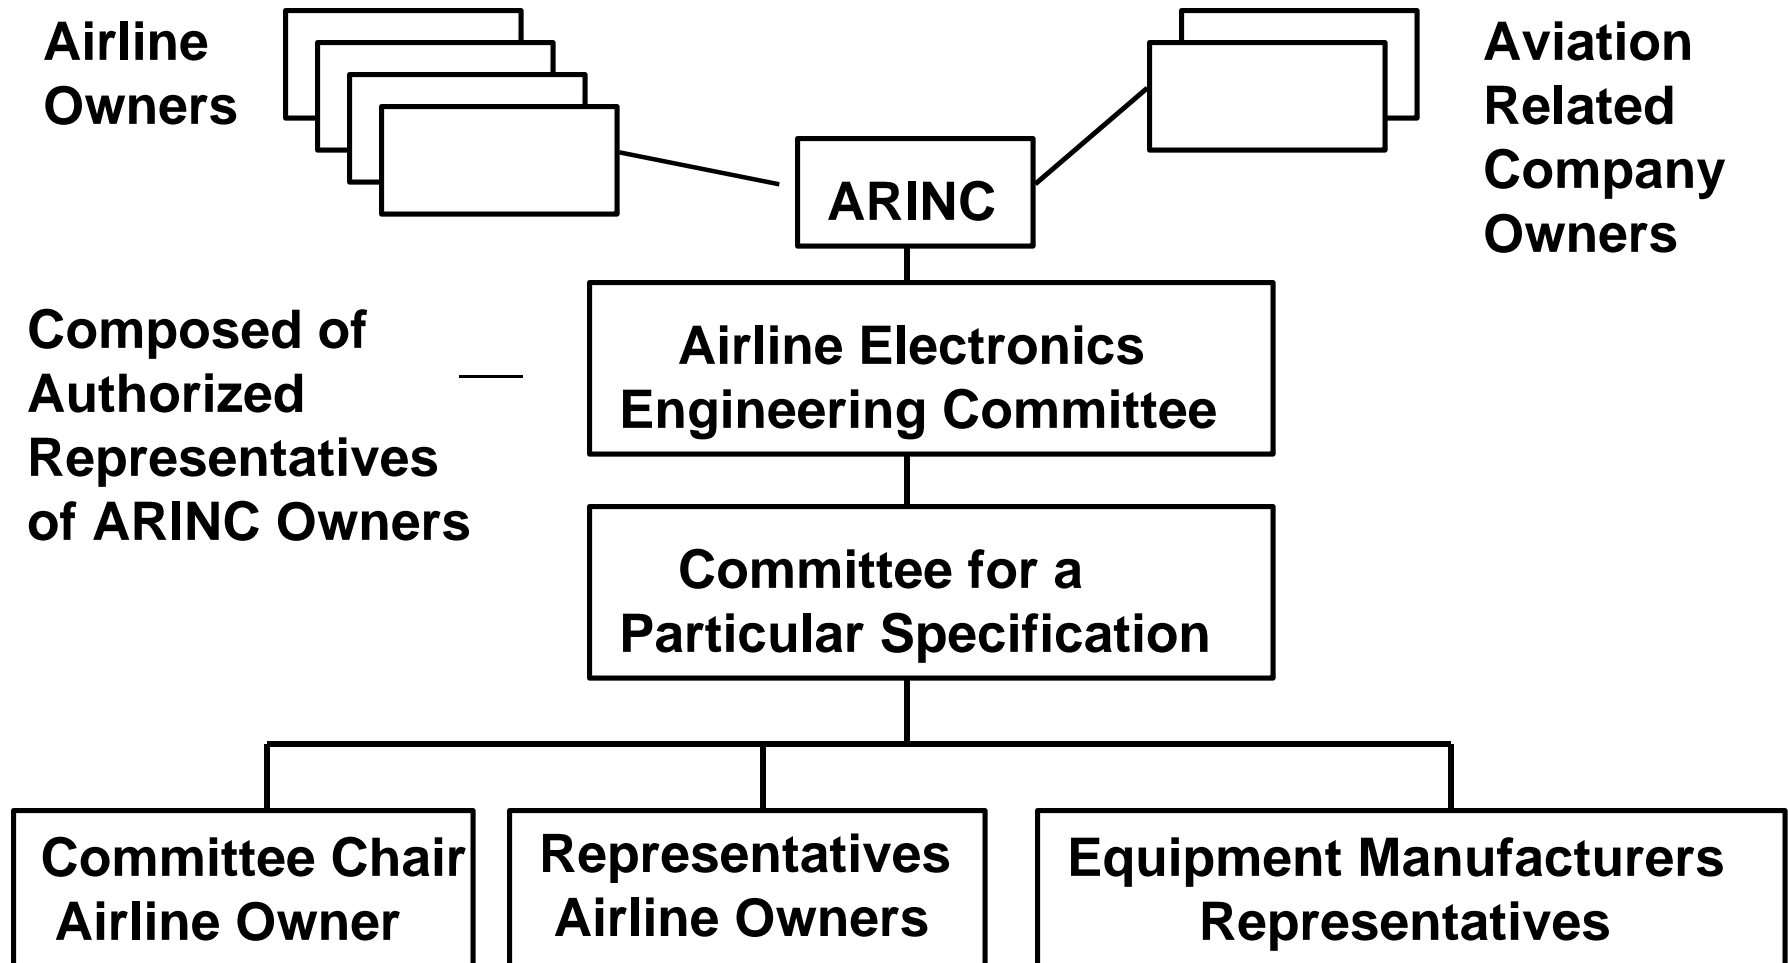 Airline
Owners
Aviation
Related
Company
Owners
ARINC
Composed of
Authorized
Representatives
of ARINC Owners
Airline Electronics
Engineering Committee
Committee for a
Particular Specification
Committee Chair
Airline Owner
Representatives
Airline Owners
Equipment Manufacturers
Representatives